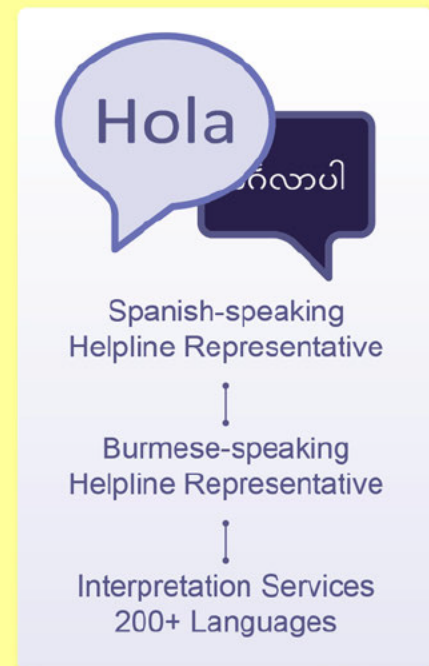 Hola
Spanish-speaking
Helpline Representative
Burmese-speaking
Helpline Representative
Interpretation Services
200+ Languages